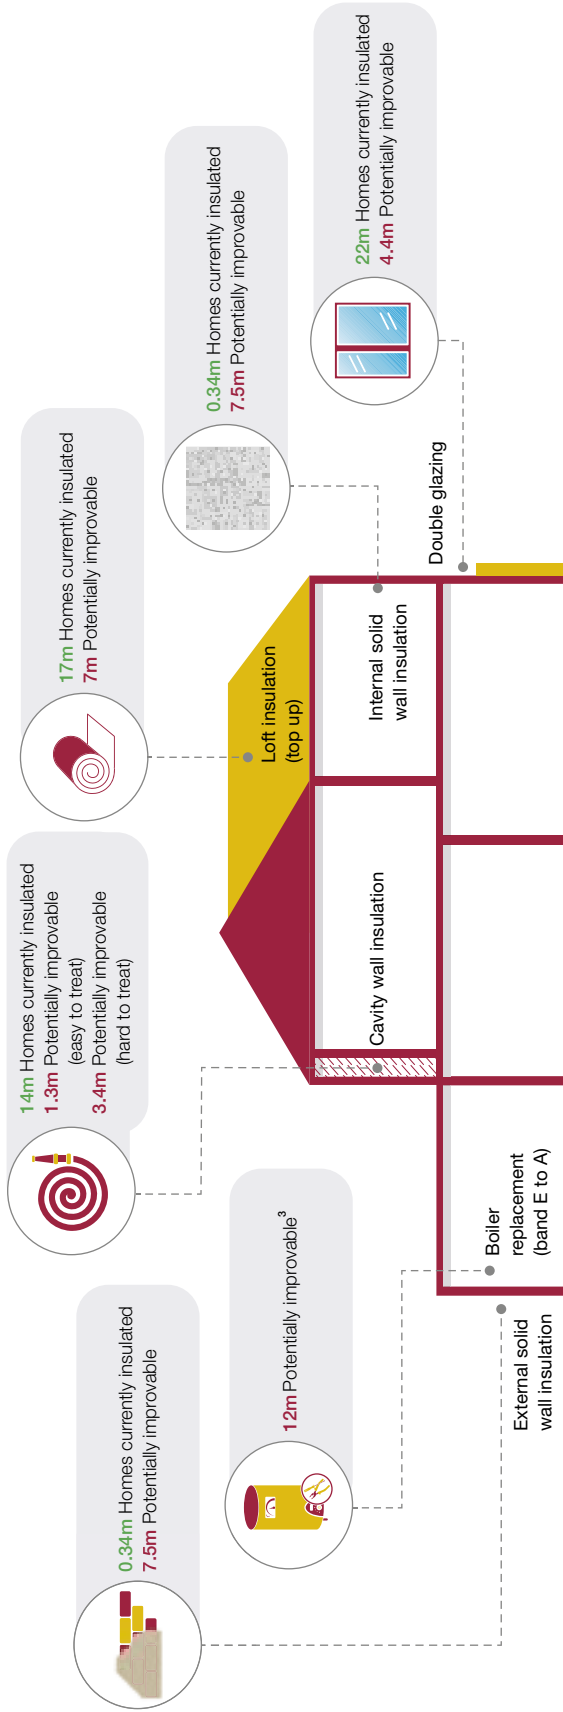 0.34m Homes currently insulated
7.5m Potentially improvable
External solid
wall insulation
12m Potentially improvable³
Boiler
replacement
(band E to A)
14m Homes currently insulated
1.3m Potentially improvable
(easy to treat)
3.4m Potentially improvable
(hard to treat)
Cavity wall insulation
17m Homes currently insulated
7m Potentially improvable
Loft insulation
(top up)
0.34m Homes currently insulated
7.5m Potentially improvable
Internal solid
wall insulation
22m Homes currently insulated
4.4m Potentially improvable
Double glazing